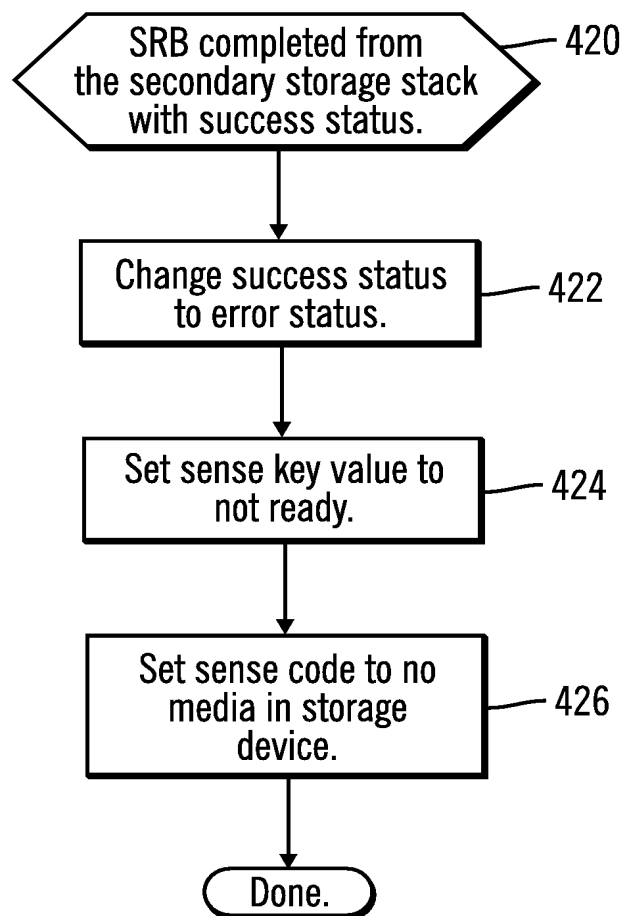 SRB completed from
the secondary storage stack
with success status.
420
Change success status
to error status.
422
Set sense key value to
not ready.
424
Set sense code to no
media in storage
device.
426
Done.